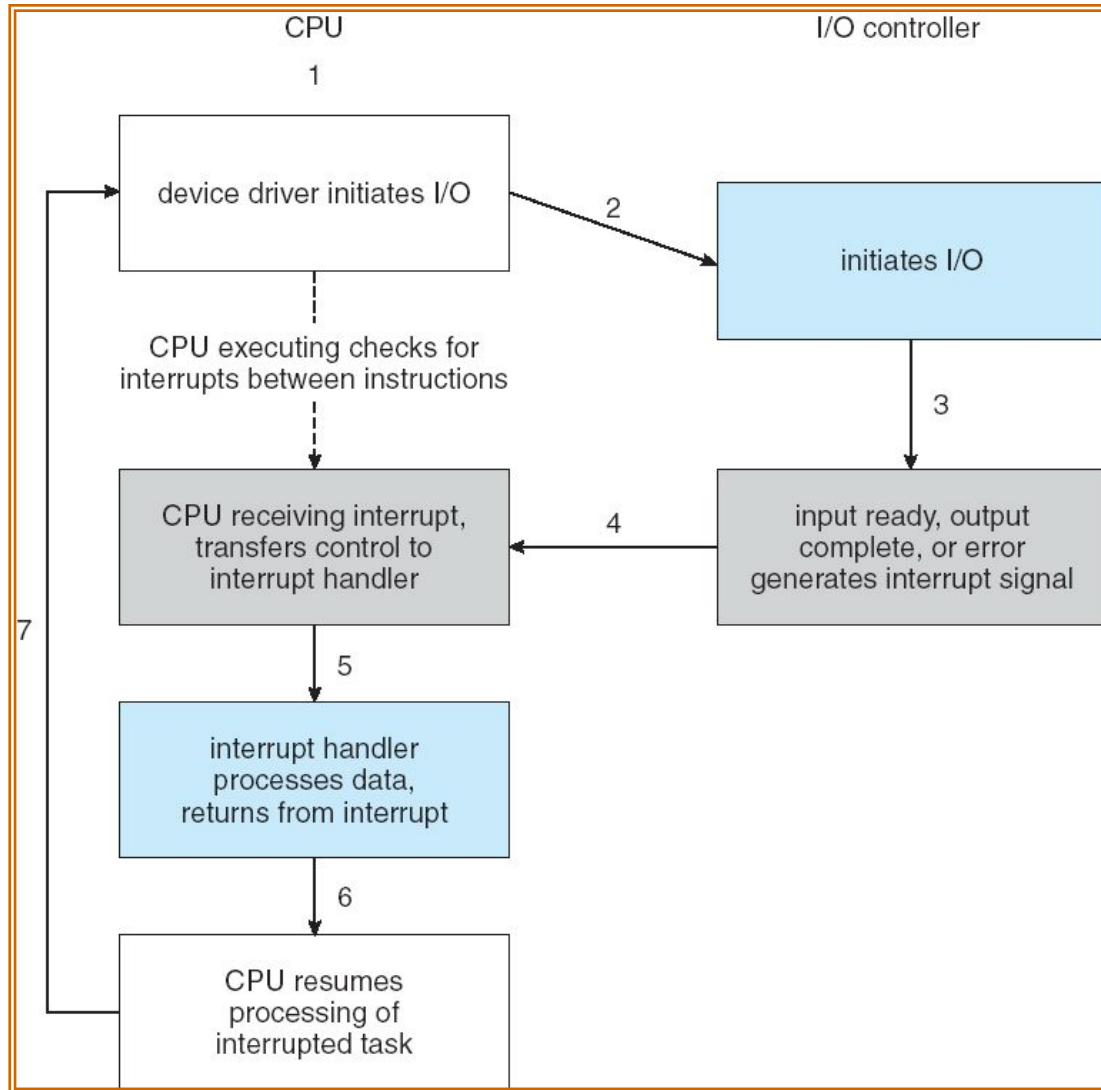 CPU
I/O controller
1
device driver initiates I/O
2
initiates I/O
CPU executing checks for
interrupts between instructions
3
CPU receiving interrupt,
transfers control to
interrupt handler
4
input ready, output
complete, or error
generates interrupt signal
7
5
interrupt handler
processes data,
returns from interrupt
6
CPU resumes
processing of
interrupted task